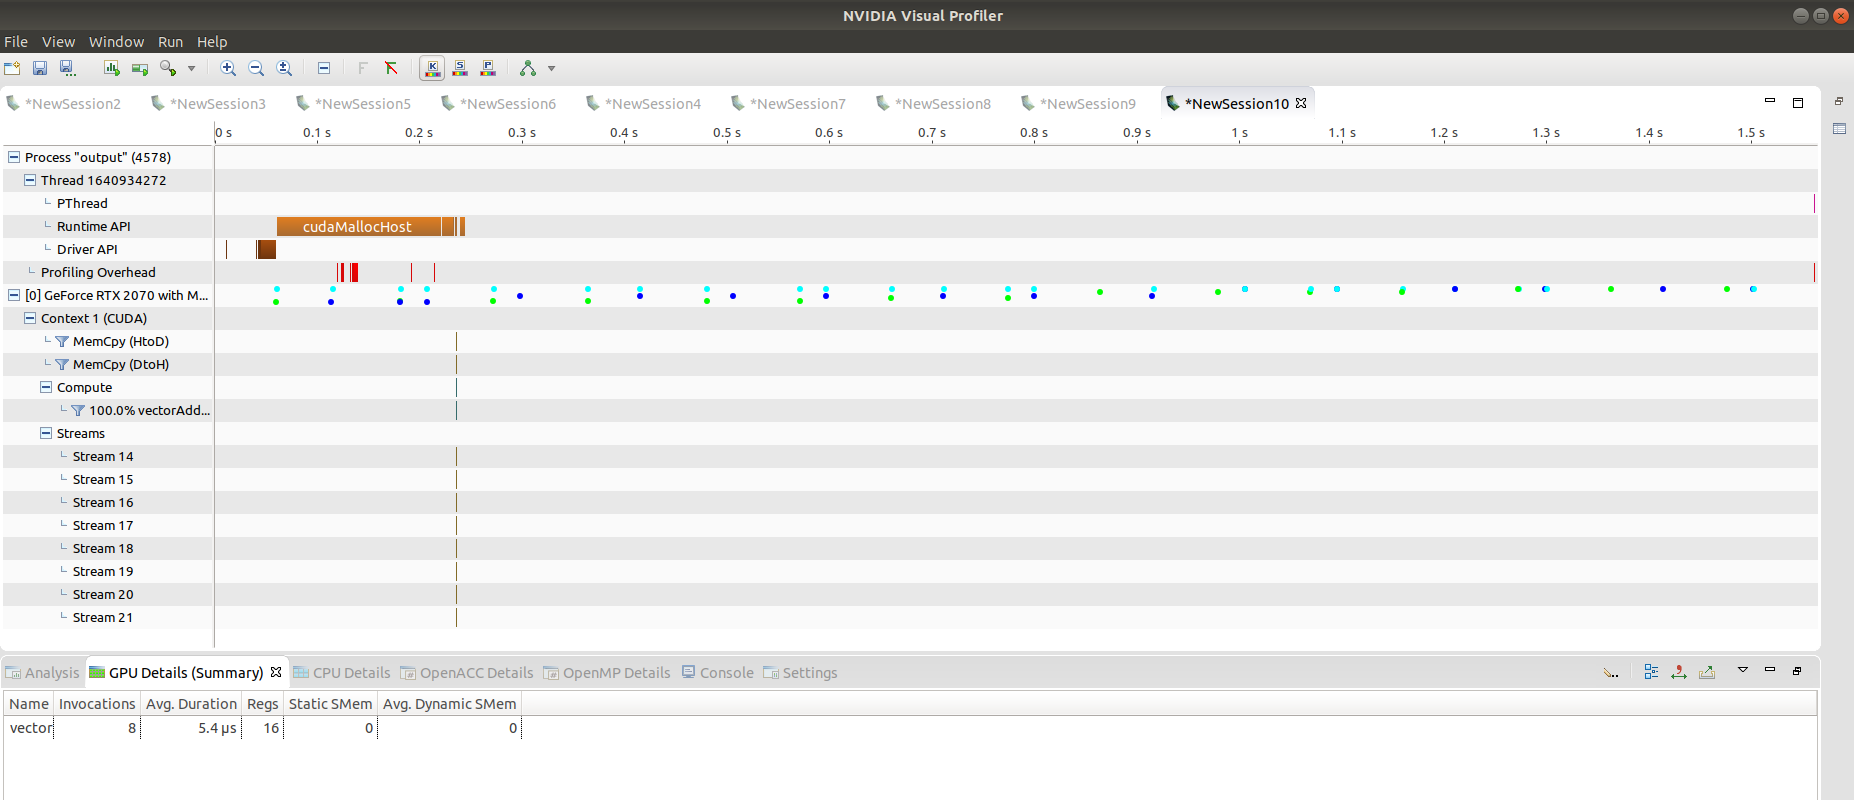 NVIDIA Visual Profiler
File View Window Run Help
*NewSession2 *NewSession3 *NewSession5 *NewSession6 *NewSession4 *NewSession7 *NewSession8 *NewSession9 *NewSession10
0 s 0.1 s 0.2 s 0.3 s 0.4 s 0.5 s 0.6 s 0.7 s 0.8 s 0.9 s 1 s 1.1 s 1.2 s 1.3 s 1.4 s 1.5 s
Process "output" (4578)
Thread 1640934272
PThread
Runtime API cudaMallocHost
Driver API
Profiling Overhead
[0] GeForce RTX 2070 with M...
Context 1 (CUDA)
MemCpy (HtoD)
MemCpy (DtoH)
Compute
100.0% vectorAdd...
Streams
Stream 14
Stream 15
Stream 16
Stream 17
Stream 18
Stream 19
Stream 20
Stream 21
Analysis GPU Details (Summary) CPU Details OpenACC Details OpenMP Details Console Settings
Name Invocations Avg. Duration Regs Static SMem Avg. Dynamic SMem
vector 8 5.4 µs 16 0 0